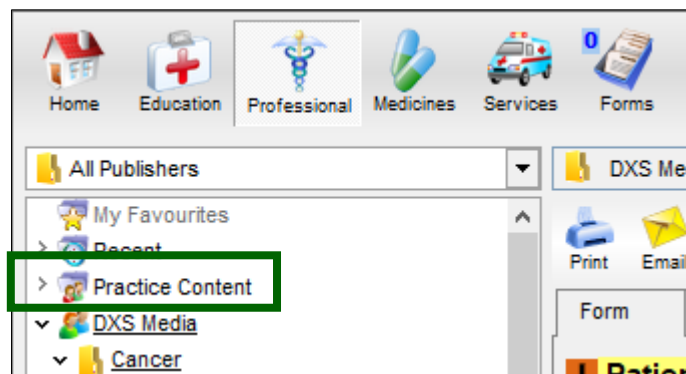 0
Home Education Professional Medicines Services Forms
All Publishers
DXS Me
My Favourites
Recent
Print Email
Practice Content
Form
DXS Media
Cancer
! Patien